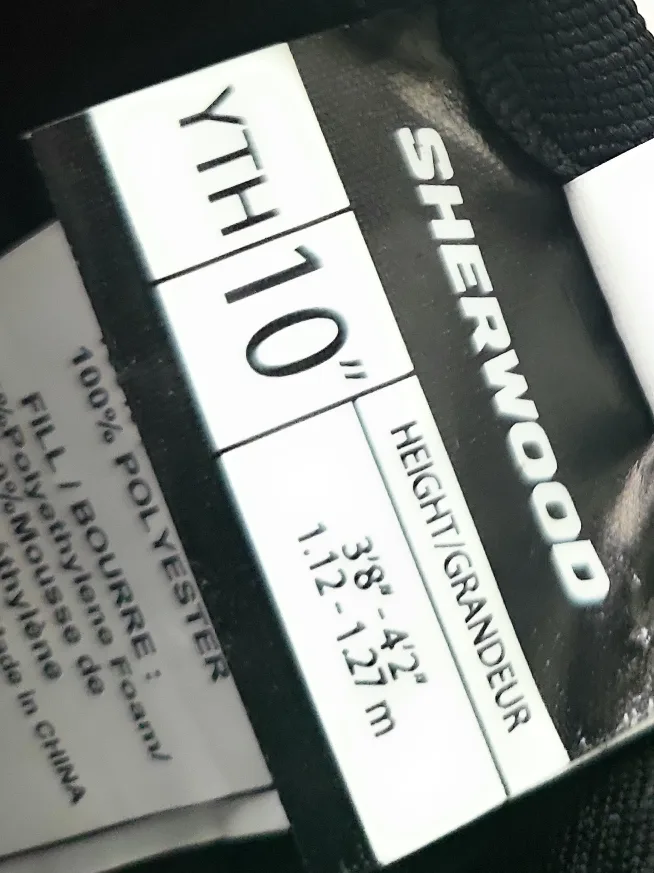 SHERWOOD
YTH
10"
HEIGHT/GRANDEUR
3'8" - 4'2"
1.12 - 1.27 m
100% POLYESTER
FILL / BOURRE :
%Polyethylene Foam/
%Mousse de
éthylène
Made in CHINA